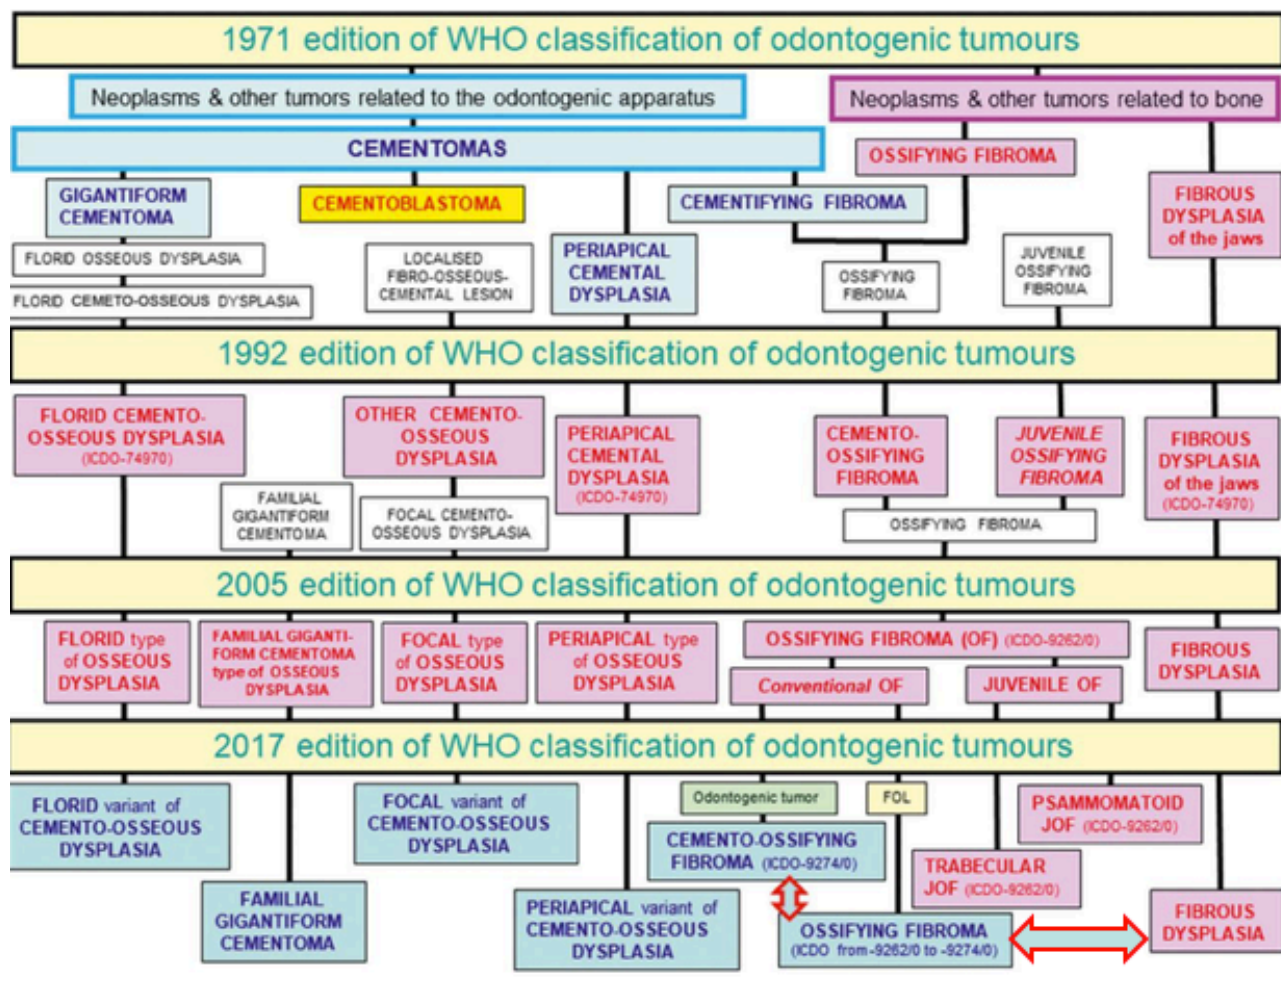 1971 edition of WHO classification of odontogenic tumours
Neoplasms & other tumors related to the odontogenic apparatus
Neoplasms & other tumors related to bone
CEMENTOMAS
OSSIFYING FIBROMA
GIGANTIFORM
CEMENTOMA
CEMENTOBLASTOMA
CEMENTIFYING FIBROMA
FIBROUS
DYSPLASIA
of the jaws
FLORID OSSEOUS DYSPLASIA
LOCALISED
FIBRO-OSSEOUS-
CEMENTAL LESION
PERIAPICAL
CEMENTAL
DYSPLASIA
OSSIFYING
FIBROMA
JUVENILE
OSSIFYING
FIBROMA
FLORID CEMETO-OSSEOUS DYSPLASIA
1992 edition of WHO classification of odontogenic tumours
FLORID CEMENTO-
OSSEOUS DYSPLASIA
(ICDO-74970)
OTHER CEMENTO-
OSSEOUS
DYSPLASIA
PERIAPICAL
CEMENTAL
DYSPLASIA
(ICDO-74970)
CEMENTO-
OSSIFYING
FIBROMA
JUVENILE
OSSIFYING
FIBROMA
FIBROUS
DYSPLASIA
of the jaws
(ICDO-74970)
FAMILIAL
GIGANTIFORM
CEMENTOMA
FOCAL CEMENTO-
OSSEOUS DYSPLASIA
OSSIFYING FIBROMA
2005 edition of WHO classification of odontogenic tumours
FLORID type
of OSSEOUS
DYSPLASIA
FAMILIAL GIGANTI-
FORM CEMENTOMA
type of OSSEOUS
DYSPLASIA
FOCAL type
of OSSEOUS
DYSPLASIA
PERIAPICAL type
of OSSEOUS
DYSPLASIA
OSSIFYING FIBROMA (OF) (ICDO-9262/0)
Conventional OF
JUVENILE OF
FIBROUS
DYSPLASIA
2017 edition of WHO classification of odontogenic tumours
FLORID variant of
CEMENTO-OSSEOUS
DYSPLASIA
FOCAL variant of
CEMENTO-OSSEOUS
DYSPLASIA
Odontogenic tumor
FOL
PSAMMOMATOID
JOF (ICDO-9262/0)
CEMENTO-OSSIFYING
FIBROMA (ICDO-9274/0)
TRABECULAR
JOF (ICDO-9262/0)
FAMILIAL
GIGANTIFORM
CEMENTOMA
PERIAPICAL variant of
CEMENTO-OSSEOUS
DYSPLASIA
OSSIFYING FIBROMA
(ICDO from -9262/0 to -9274/0)
FIBROUS
DYSPLASIA